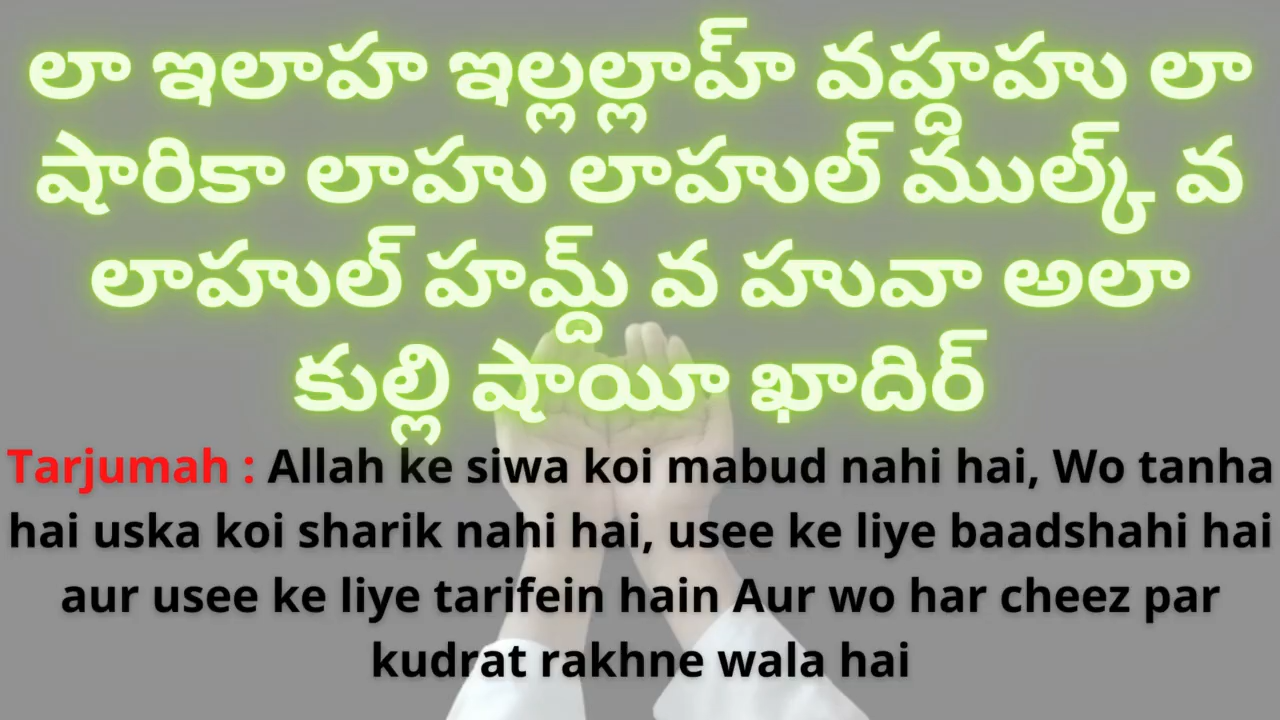 లా ఇలాహ ఇల్లల్లాహ్ వహ్దహు లా
షారికా లాహు లాహుల్ ముల్క్ వ
లాహుల్ హమ్ద్ వ హువా అలా
కుల్లి షాయీ ఖాదిర్
Tarjumah : Allah ke siwa koi mabud nahi hai, Wo tanha
hai uska koi sharik nahi hai, usee ke liye baadshahi hai
aur usee ke liye tarifein hain Aur wo har cheez par
kudrat rakhne wala hai